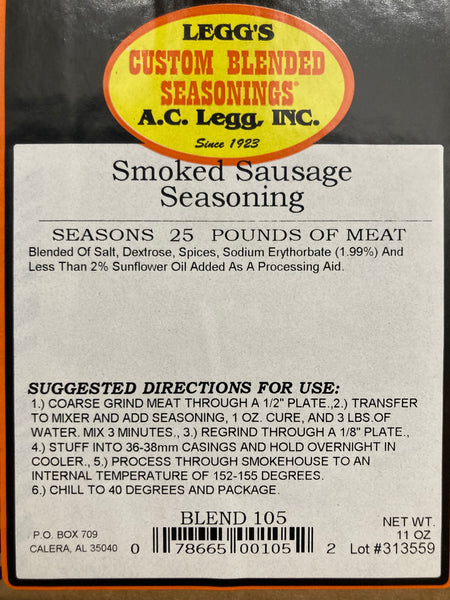 LEGG'S
CUSTOM BLENDED
SEASONINGS®
A.C. Legg, INC.
Since 1923
Smoked Sausage
Seasoning
SEASONS 25 POUNDS OF MEAT
Blended Of Salt, Dextrose, Spices, Sodium Erythorbate (1.99%) And
Less Than 2% Sunflower Oil Added As A Processing Aid.
SUGGESTED DIRECTIONS FOR USE:
1.) COARSE GRIND MEAT THROUGH A 1/2" PLATE.,2.) TRANSFER
TO MIXER AND ADD SEASONING, 1 OZ. CURE, AND 3 LBS.OF
WATER. MIX 3 MINUTES., 3.) REGRIND THROUGH A 1/8" PLATE.,
4.) STUFF INTO 36-38mm CASINGS AND HOLD OVERNIGHT IN
COOLER., 5.) PROCESS THROUGH SMOKEHOUSE TO AN
INTERNAL TEMPERATURE OF 152-155 DEGREES.
6.) CHILL TO 40 DEGREES AND PACKAGE.
BLEND 105
P.O. BOX 709
CALERA, AL 35040
0 78665 00105 2
NET WT.
11 OZ
Lot #313559